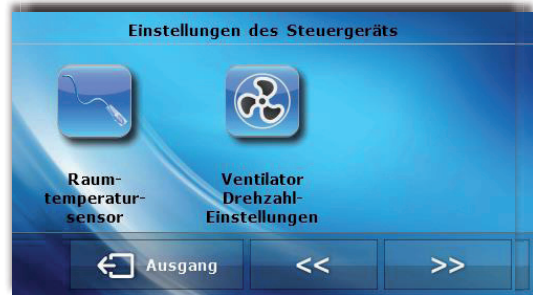 Einstellungen des Steuergeräts
Raum-
temperatur-
sensor
Ventilator
Drehzahl-
Einstellungen
Ausgang
<<
>>